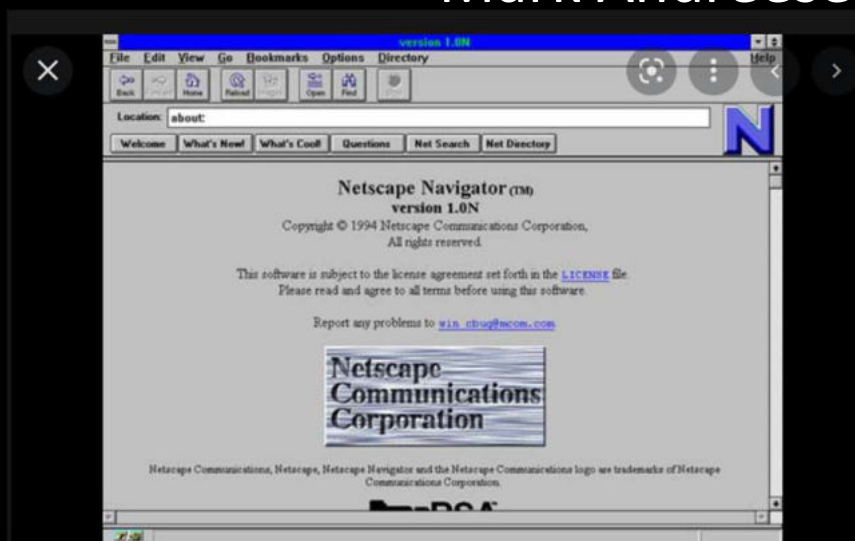 version 1.0N
File Edit View Go Bookmarks Options Directory Help
Back Home Reload Open Find
Location: about:
Welcome What's New! What's Cool! Questions Net Search Net Directory
N
Netscape Navigator (TM)
version 1.0N
Copyright © 1994 Netscape Communications Corporation,
All rights reserved.
This software is subject to the license agreement set forth in the LICENSE file.
Please read and agree to all terms before using this software.
Report any problems to win_cbug@mcom.com
Netscape
Communications
Corporation
Netscape Communications, Netscape, Netscape Navigator and the Netscape Communications logo are trademarks of Netscape
Communications Corporation.